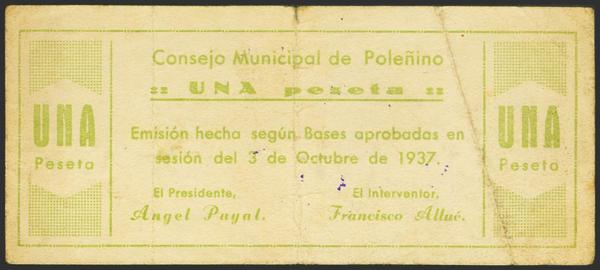 Consejo Municipal de Poleñino
:: UNA peseta ::
UNA
Peseta
Emisión hecha según Bases aprobadas en
sesión del 3 de Octubre de 1937.
El Presidente,
Angel Puyal.
El Interventor,
Francisco Allué.
UNA
Peseta